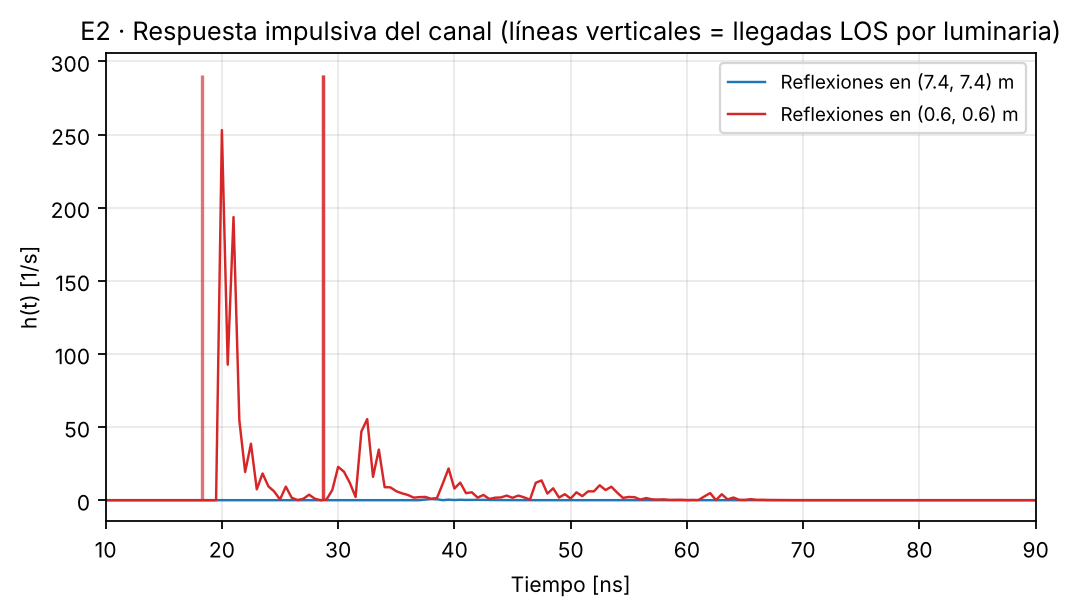 E2 · Respuesta impulsiva del canal (líneas verticales = llegadas LOS por luminaria)
Reflexiones en (7.4, 7.4) m
Reflexiones en (0.6, 0.6) m
h(t) [1/s]
300
250
200
150
100
50
0
10 20 30 40 50 60 70 80 90
Tiempo [ns]